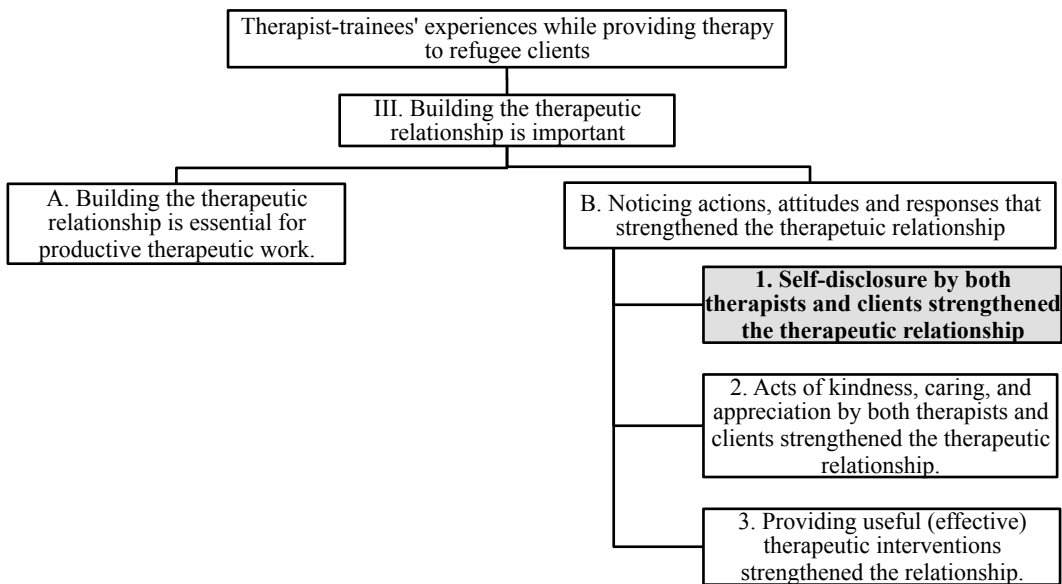 Therapist-trainees' experiences while providing therapy
to refugee clients
III. Building the therapeutic
relationship is important
A. Building the therapeutic
relationship is essential for
productive therapeutic work.
B. Noticing actions, attitudes and responses that
strengthened the therapetuic relationship
1. Self-disclosure by both
therapists and clients strengthened
the therapeutic relationship
2. Acts of kindness, caring, and
appreciation by both therapists and
clients strengthened the therapeutic
relationship.
3. Providing useful (effective)
therapeutic interventions
strengthened the relationship.